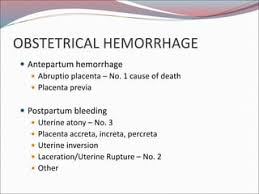 OBSTETRICAL HEMORRHAGE
Antepartum hemorrhage
Abruptio placenta – No. 1 cause of death
Placenta previa
Postpartum bleeding
Uterine atony – No. 3
Placenta accreta, increta, percreta
Uterine inversion
Laceration/Uterine Rupture – No. 2
Other